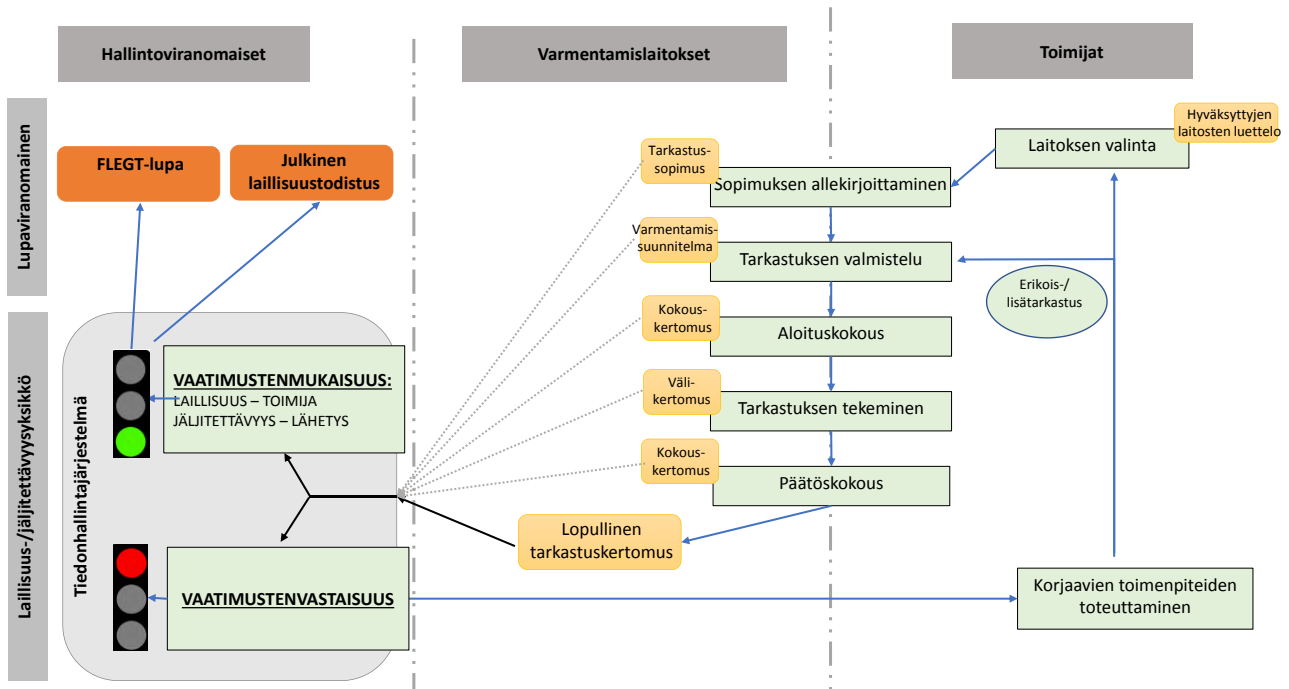 Hallintoviranomaiset
Varmentamislaitokset
Toimijat
Lupaviranomainen
FLEGT-lupa
Julkinen
laillisuustodistus
Tarkastus-
sopimus
Sopimuksen allekirjoittaminen
Laitoksen valinta
Hyväksyttyjen
laitosten luettelo
Varmentamis-
suunnitelma
Tarkastuksen valmistelu
Erikois-/
lisätarkastus
Kokous-
kertomus
Aloituskokous
Väli-
kertomus
Tarkastuksen tekeminen
Kokous-
kertomus
Päätöskokous
Lopullinen
tarkastuskertomus
Laillisuus-/jäljitettävyysyksikkö
Tiedonhallintajärjestelmä
VAATIMUSTENMUKAISUUS:
LAILLISUUS – TOIMIJA
JÄLJITETTÄVYYS – LÄHETYS
VAATIMUSTENVASTAISUUS
Korjaavien toimenpiteiden
toteuttaminen